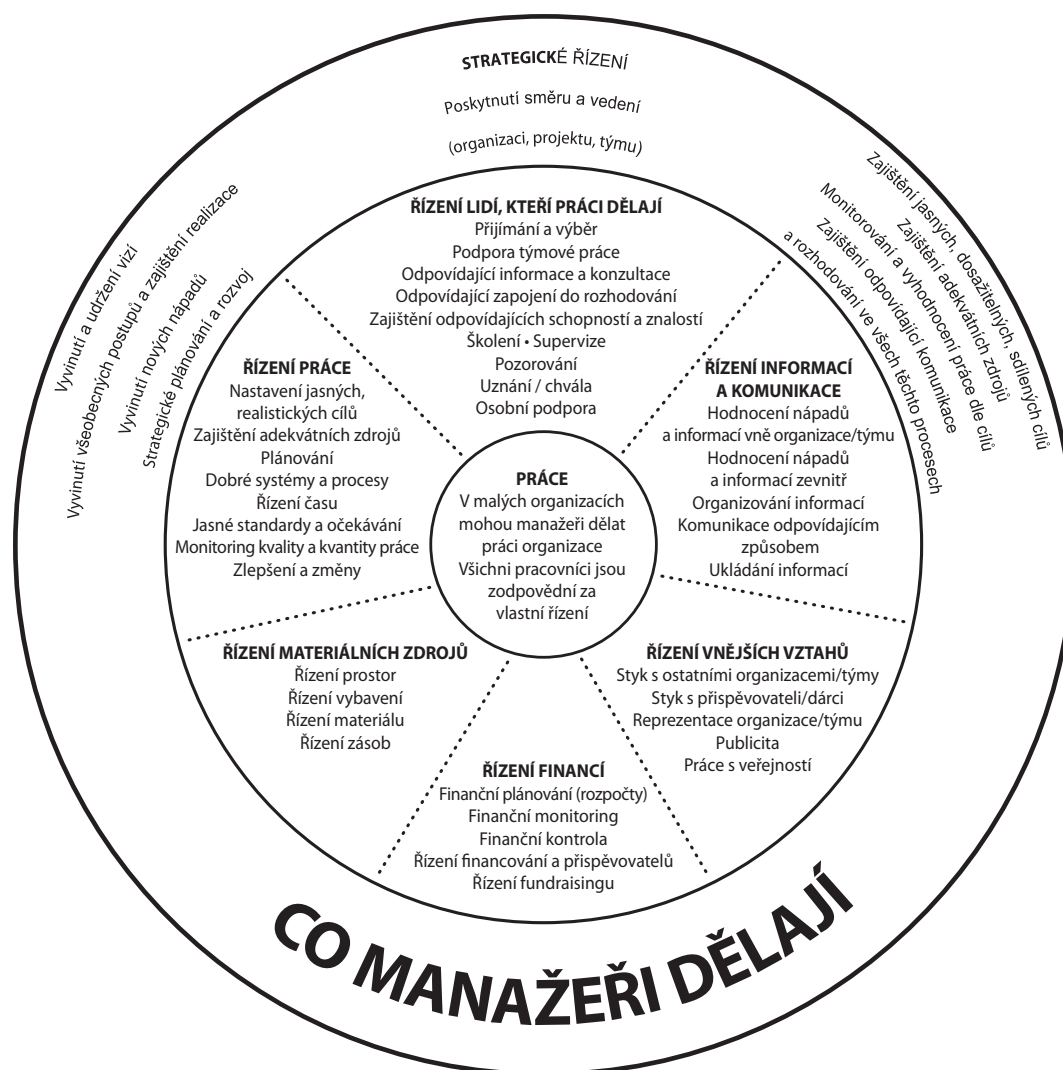 STRATEGICKÉ ŘÍZENÍ
Poskytnutí směru a vedení
(organizaci, projektu, týmu)
Vyvinutí a udržení vizí
Vyvinutí všeobecných postupů a zajištění realizace
Vyvinutí nových nápadů
Strategické plánování a rozvoj
Zajištění jasných, dosažitelných, sdílených cílů
Zajištění adekvátních zdrojů
Monitorování a vyhodnocení práce dle cílů
Zajištění odpovídající komunikace
a rozhodování ve všech těchto procesech
ŘÍZENÍ LIDÍ, KTEŘÍ PRÁCI DĚLAJÍ
Přijímání a výběr
Podpora týmové práce
Odpovídající informace a konzultace
Odpovídající zapojení do rozhodování
Zajištění odpovídajících schopností a znalostí
Školení • Supervize
Pozorování
Uznání / chvála
Osobní podpora
ŘÍZENÍ PRÁCE
Nastavení jasných,
realistických cílů
Zajištění adekvátních zdrojů
Plánování
Dobré systémy a procesy
Řízení času
Jasné standardy a očekávání
Monitoring kvality a kvantity práce
Zlepšení a změny
PRÁCE
V malých organizacích
mohou manažeři dělat
práci organizace
Všichni pracovníci jsou
zodpovědní za
vlastní řízení
ŘÍZENÍ INFORMACÍ
A KOMUNIKACE
Hodnocení nápadů
a informací vně organizace/týmu
Hodnocení nápadů
a informací zevnitř
Organizování informací
Komunikace odpovídajícím
způsobem
Ukládání informací
ŘÍZENÍ MATERIÁLNÍCH ZDROJŮ
Řízení prostor
Řízení vybavení
Řízení materiálu
Řízení zásob
ŘÍZENÍ VNĚJŠÍCH VZTAHŮ
Styk s ostatními organizacemi/týmy
Styk s přispěvovateli/dárci
Reprezentace organizace/týmu
Publicita
Práce s veřejností
ŘÍZENÍ FINANCÍ
Finanční plánování (rozpočty)
Finanční monitoring
Finanční kontrola
Řízení financování a přispěvovatelů
Řízení fundraisingu
CO MANAŽEŘI DĚLAJÍ